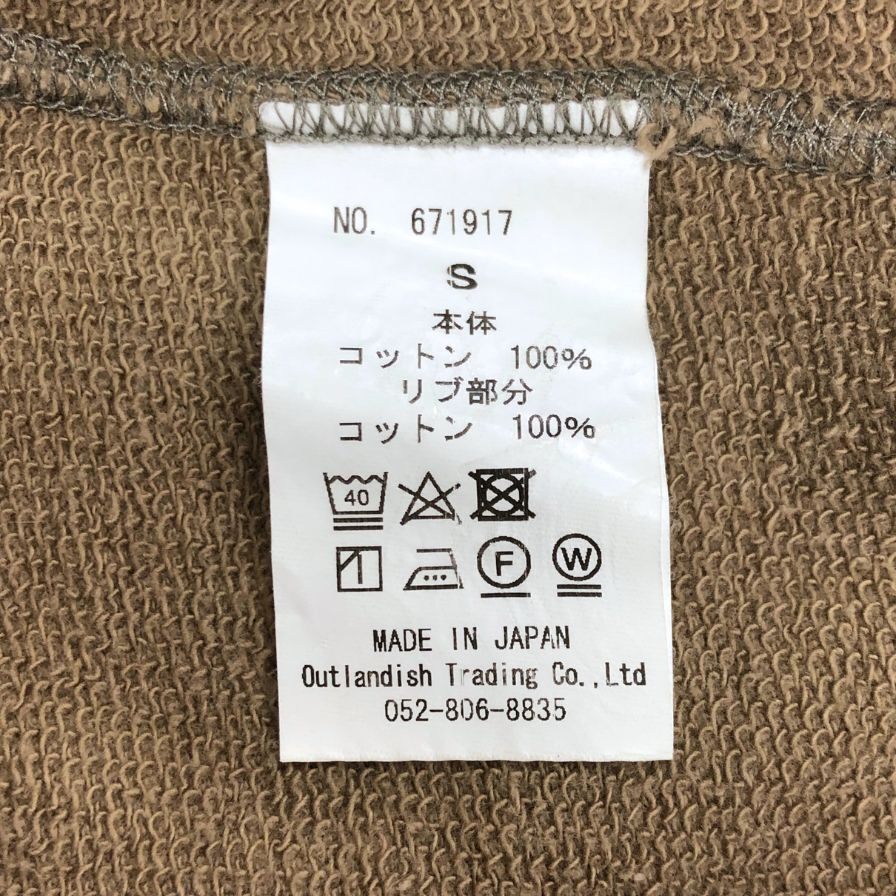 NO. 671917
S
本体
コットン 100%
リブ部分
コットン 100%
40
F W
MADE IN JAPAN
Outlandish Trading Co.,Ltd
052-806-8835